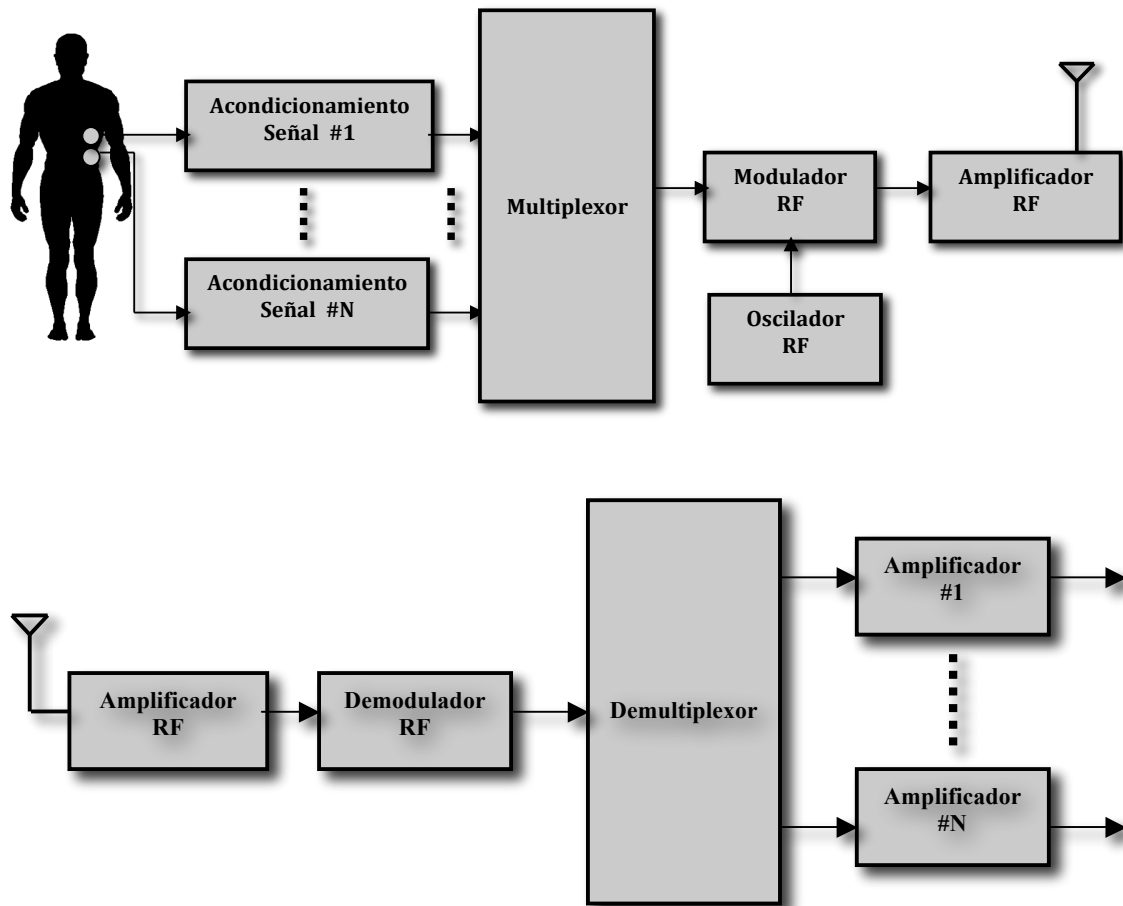 Acondicionamiento
Señal #1
Multiplexor
Modulador
RF
Amplificador
RF
Acondicionamiento
Señal #N
Oscilador
RF
Amplificador
#1
Amplificador
RF
Demodulador
RF
Demultiplexor
Amplificador
#N